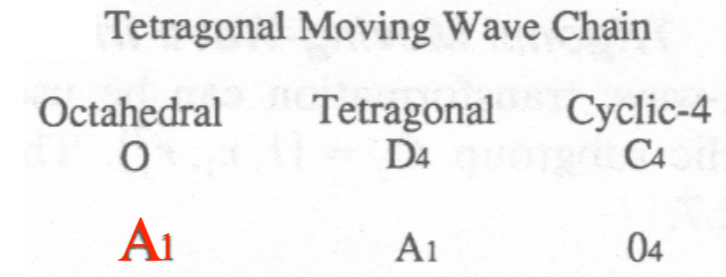 Tetragonal Moving Wave Chain
Octahedral Tetragonal Cyclic-4
O D4 C4
A1 A1 04